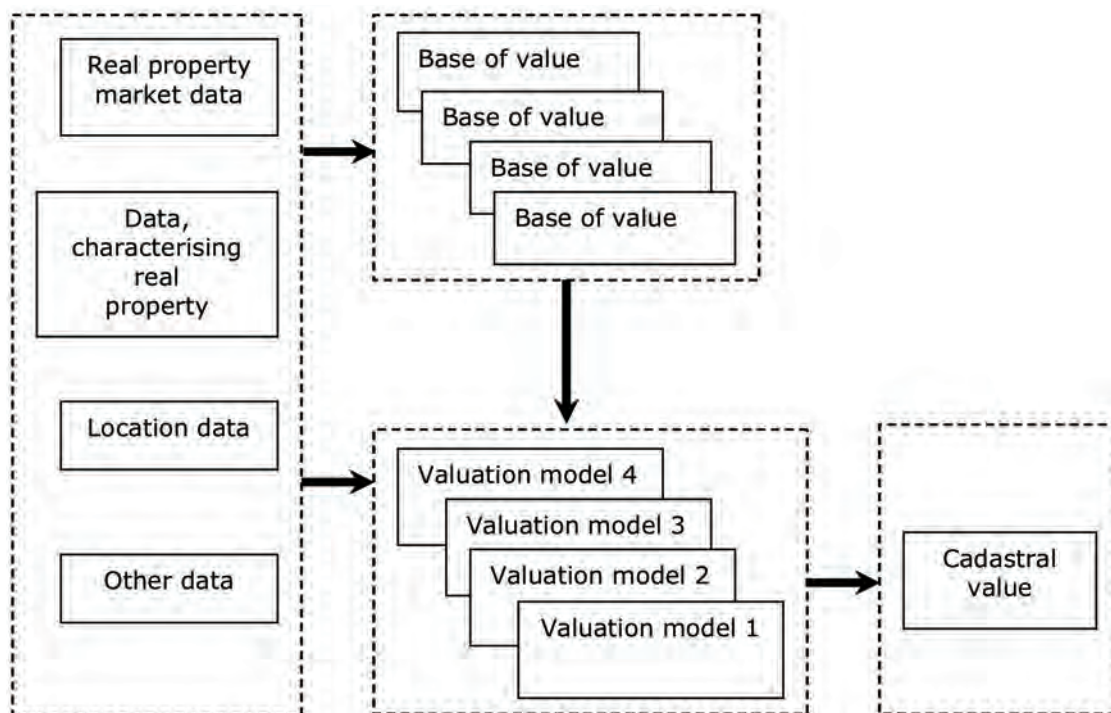 Real property
market data
Data,
characterising
real
property
Location data
Other data
Base of value
Base of value
Base of value
Base of value
Valuation model 4
Valuation model 3
Valuation model 2
Valuation model 1
Cadastral
value